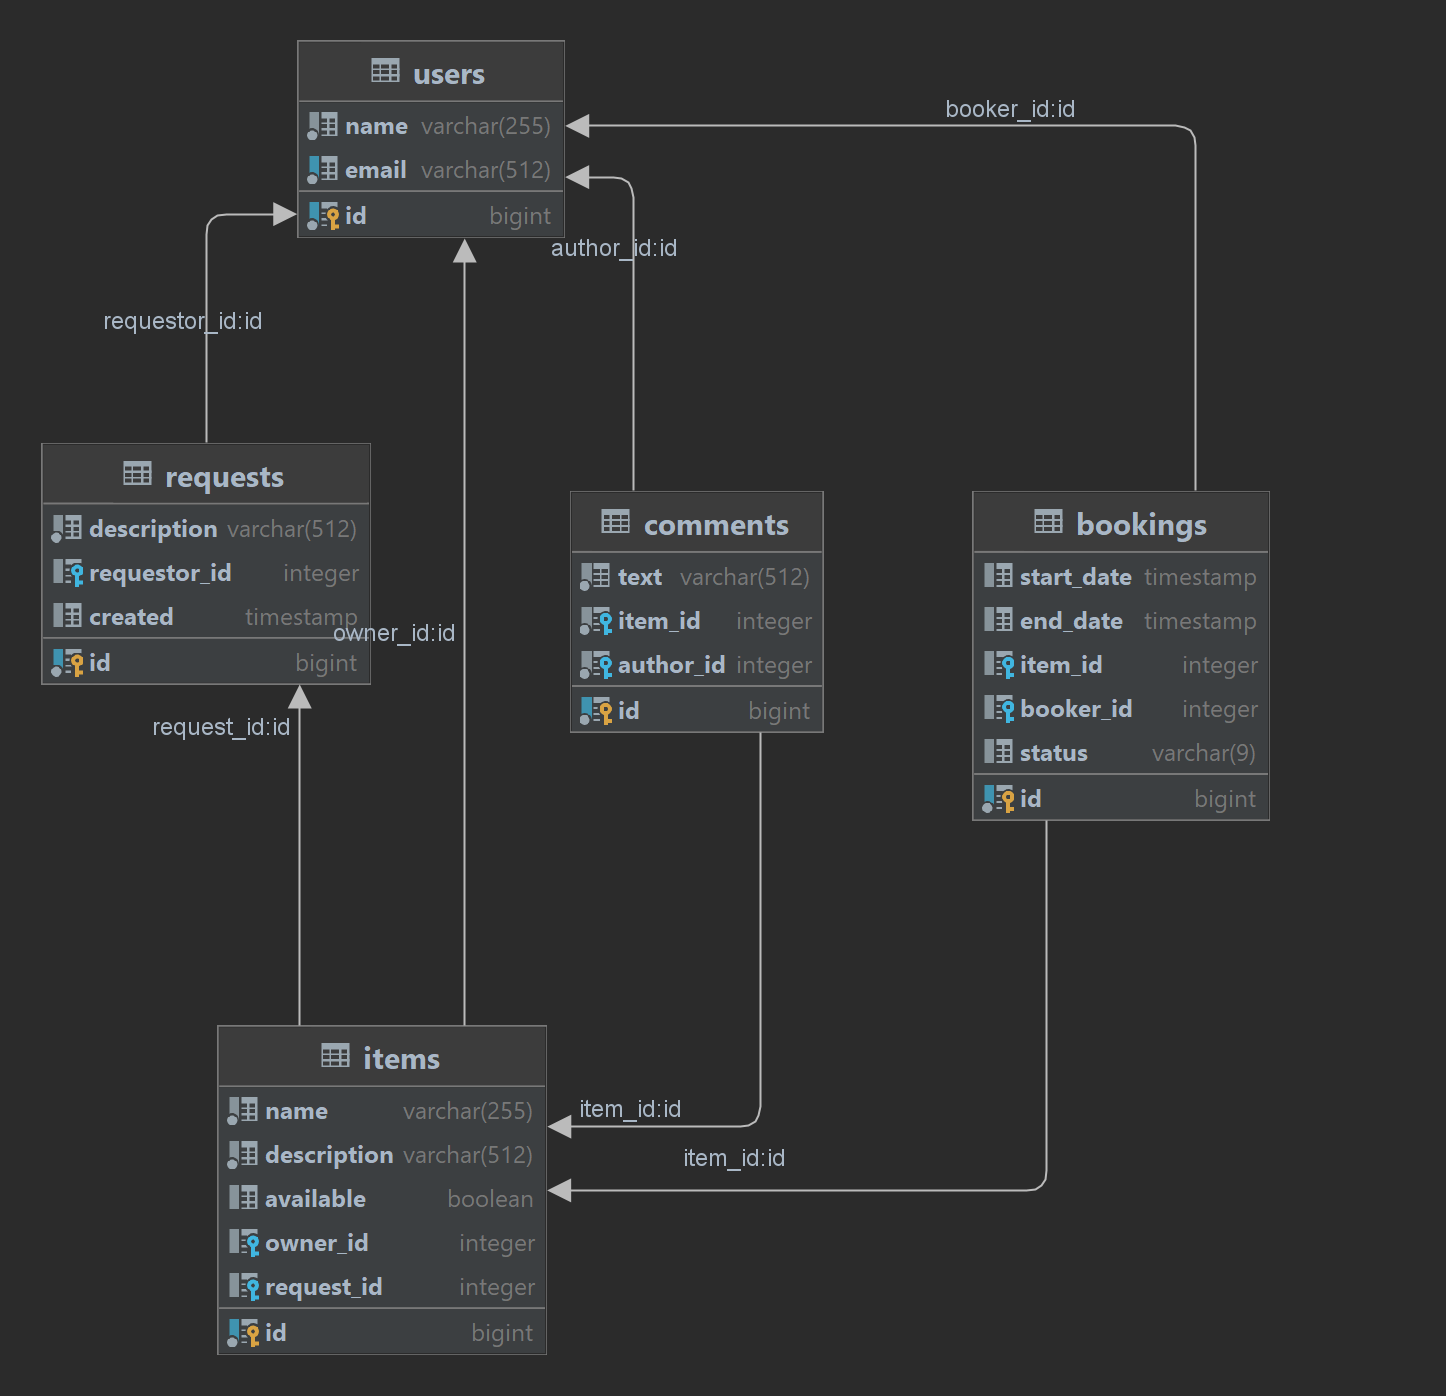 users
name varchar(255)
email varchar(512)
id bigint
booker_id:id
author_id:id
requestor_id:id
requests
description varchar(512)
requestor_id integer
created timestamp
id bigint
owner_id:id
request_id:id
comments
text varchar(512)
item_id integer
author_id integer
id bigint
bookings
start_date timestamp
end_date timestamp
item_id integer
booker_id integer
status varchar(9)
id bigint
items
name varchar(255)
description varchar(512)
available boolean
owner_id integer
request_id integer
id bigint
item_id:id
item_id:id